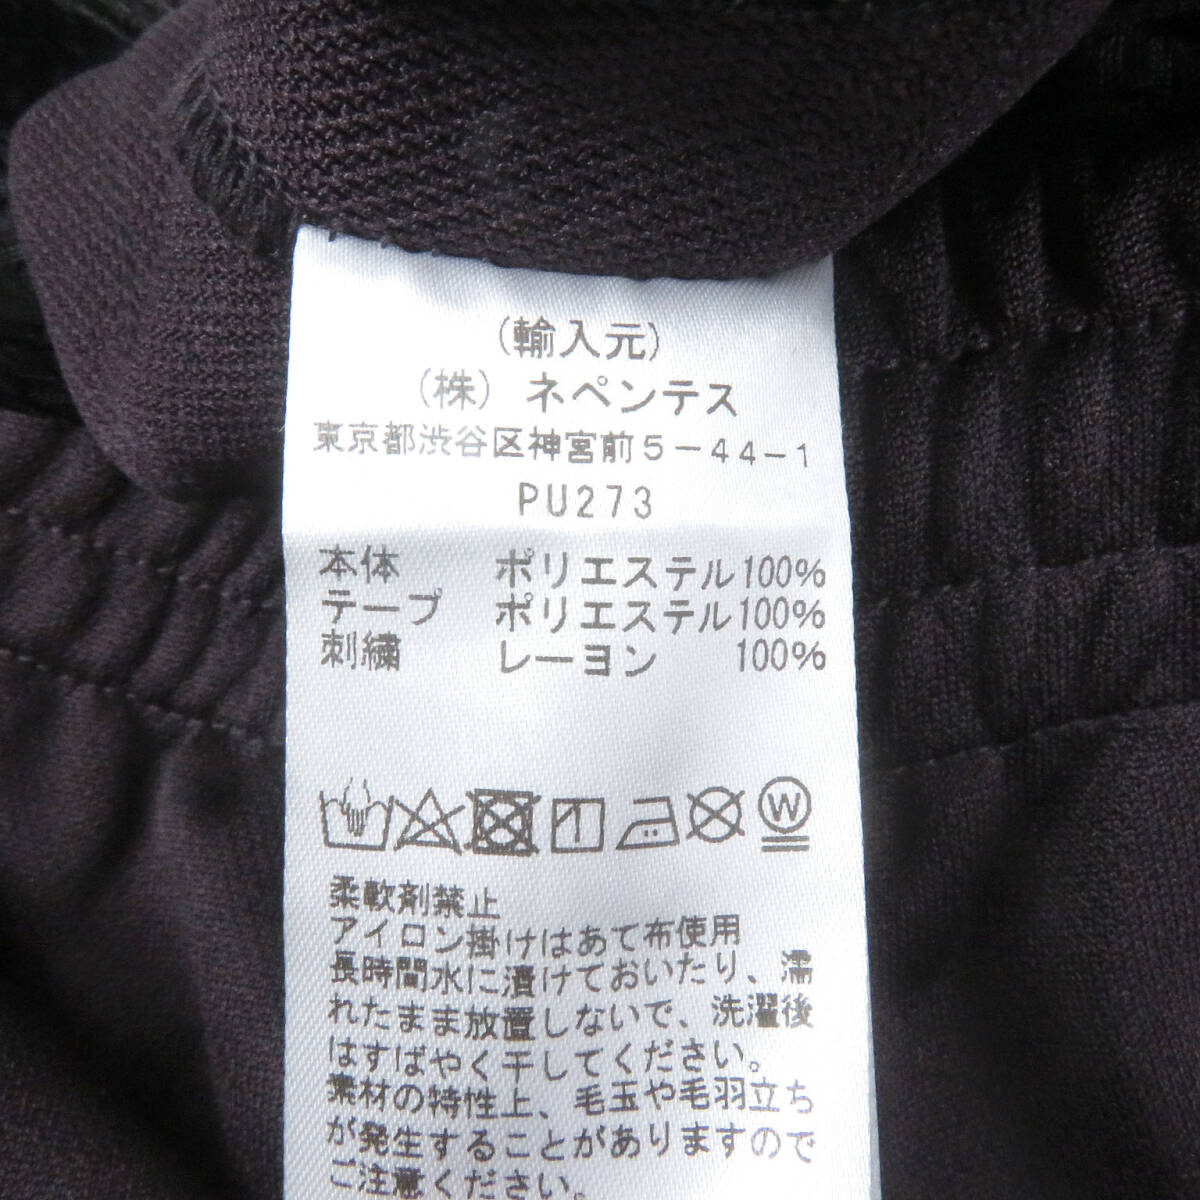 (輸入元)
(株) ネペンテス
東京都渋谷区神宮前5-44-1
PU273
本体 ポリエステル100%
テープ ポリエステル100%
刺繍 レーヨン 100%
W
柔軟剤禁止
アイロン掛けはあて布使用
長時間水に漬けておいたり、濡
れたまま放置しないで、洗濯後
はすばやく干してください。
素材の特性上、毛玉や毛羽立ち
が発生することがありますので
ご注意ください。